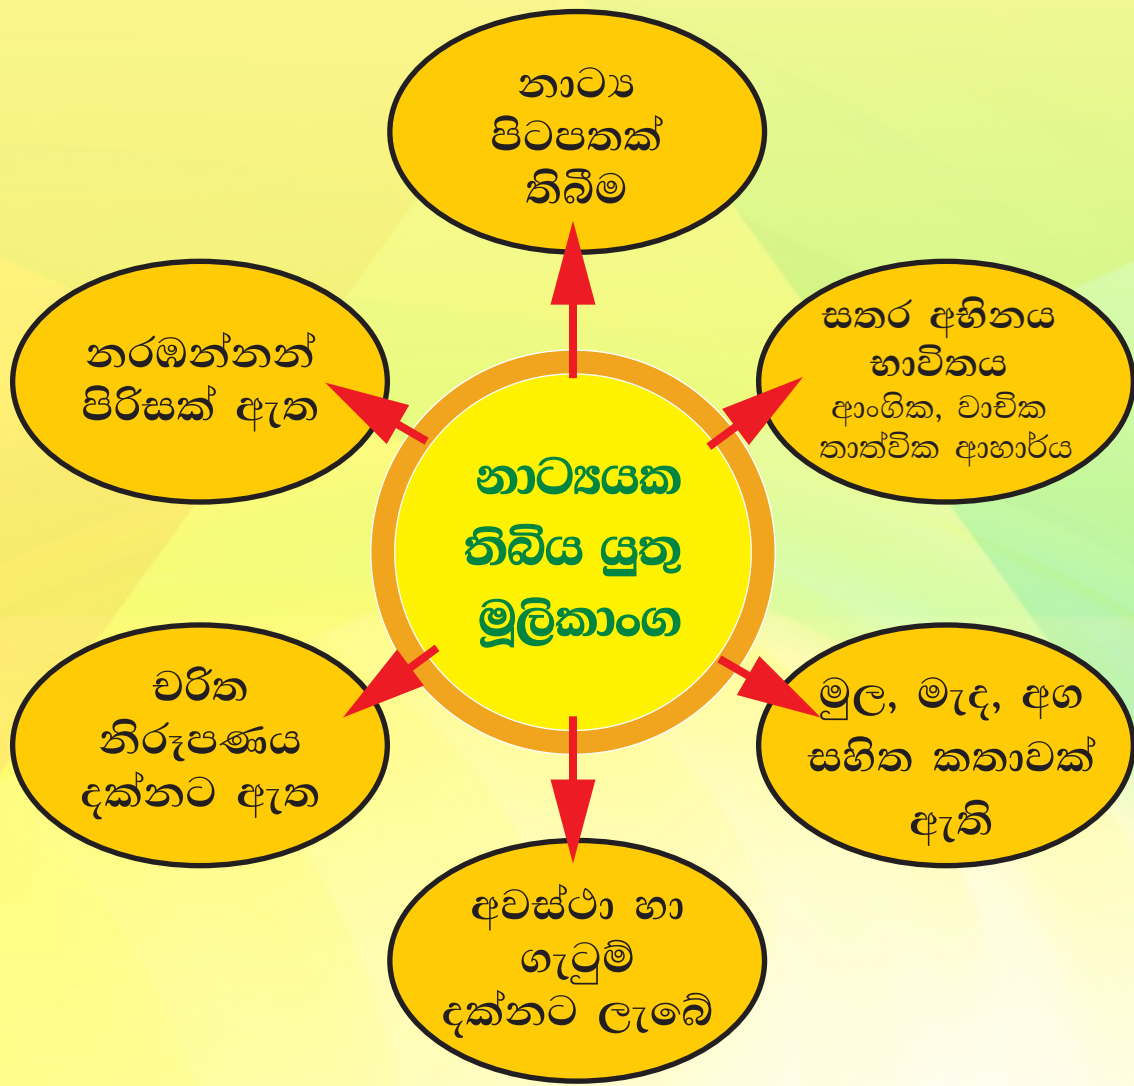 නාට්‍ය
පිටපතක්
තිබීම
නරඹන්නන්
පිරිසක් ඇත
සතර අභිනය
භාවිතය
ආංගික, වාචික
තාත්වික ආහාර්ය
නාට්‍යයක
තිබිය යුතු
මූලිකාංග
චරිත
නිරූපණය
දක්නට ඇත
මුල, මැද, අග
සහිත කතාවක්
ඇති
අවස්ථා හා
ගැටුම්
දක්නට ලැබේ